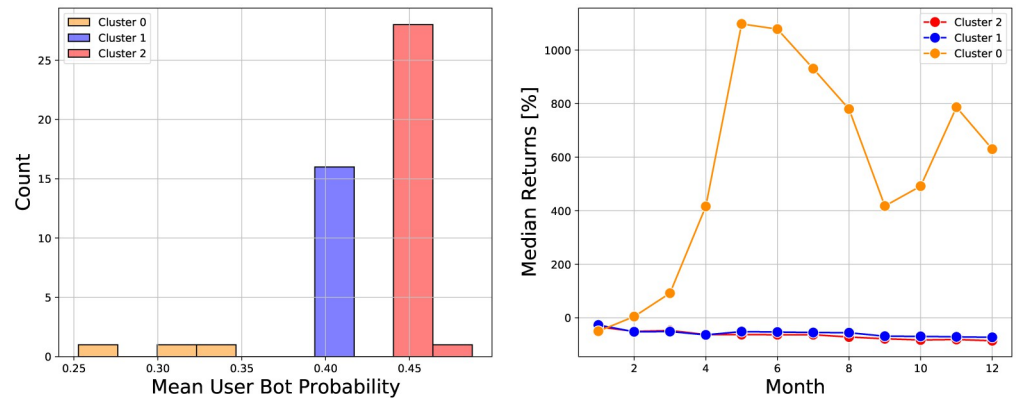 Cluster 0
Cluster 1
Cluster 2
25
20
15
10
5
0
Count
0.25
0.30
0.35
0.40
0.45
Mean User Bot Probability
Cluster 2
Cluster 1
Cluster 0
1000
800
600
400
200
0
Median Returns [%]
2
4
6
8
10
12
Month